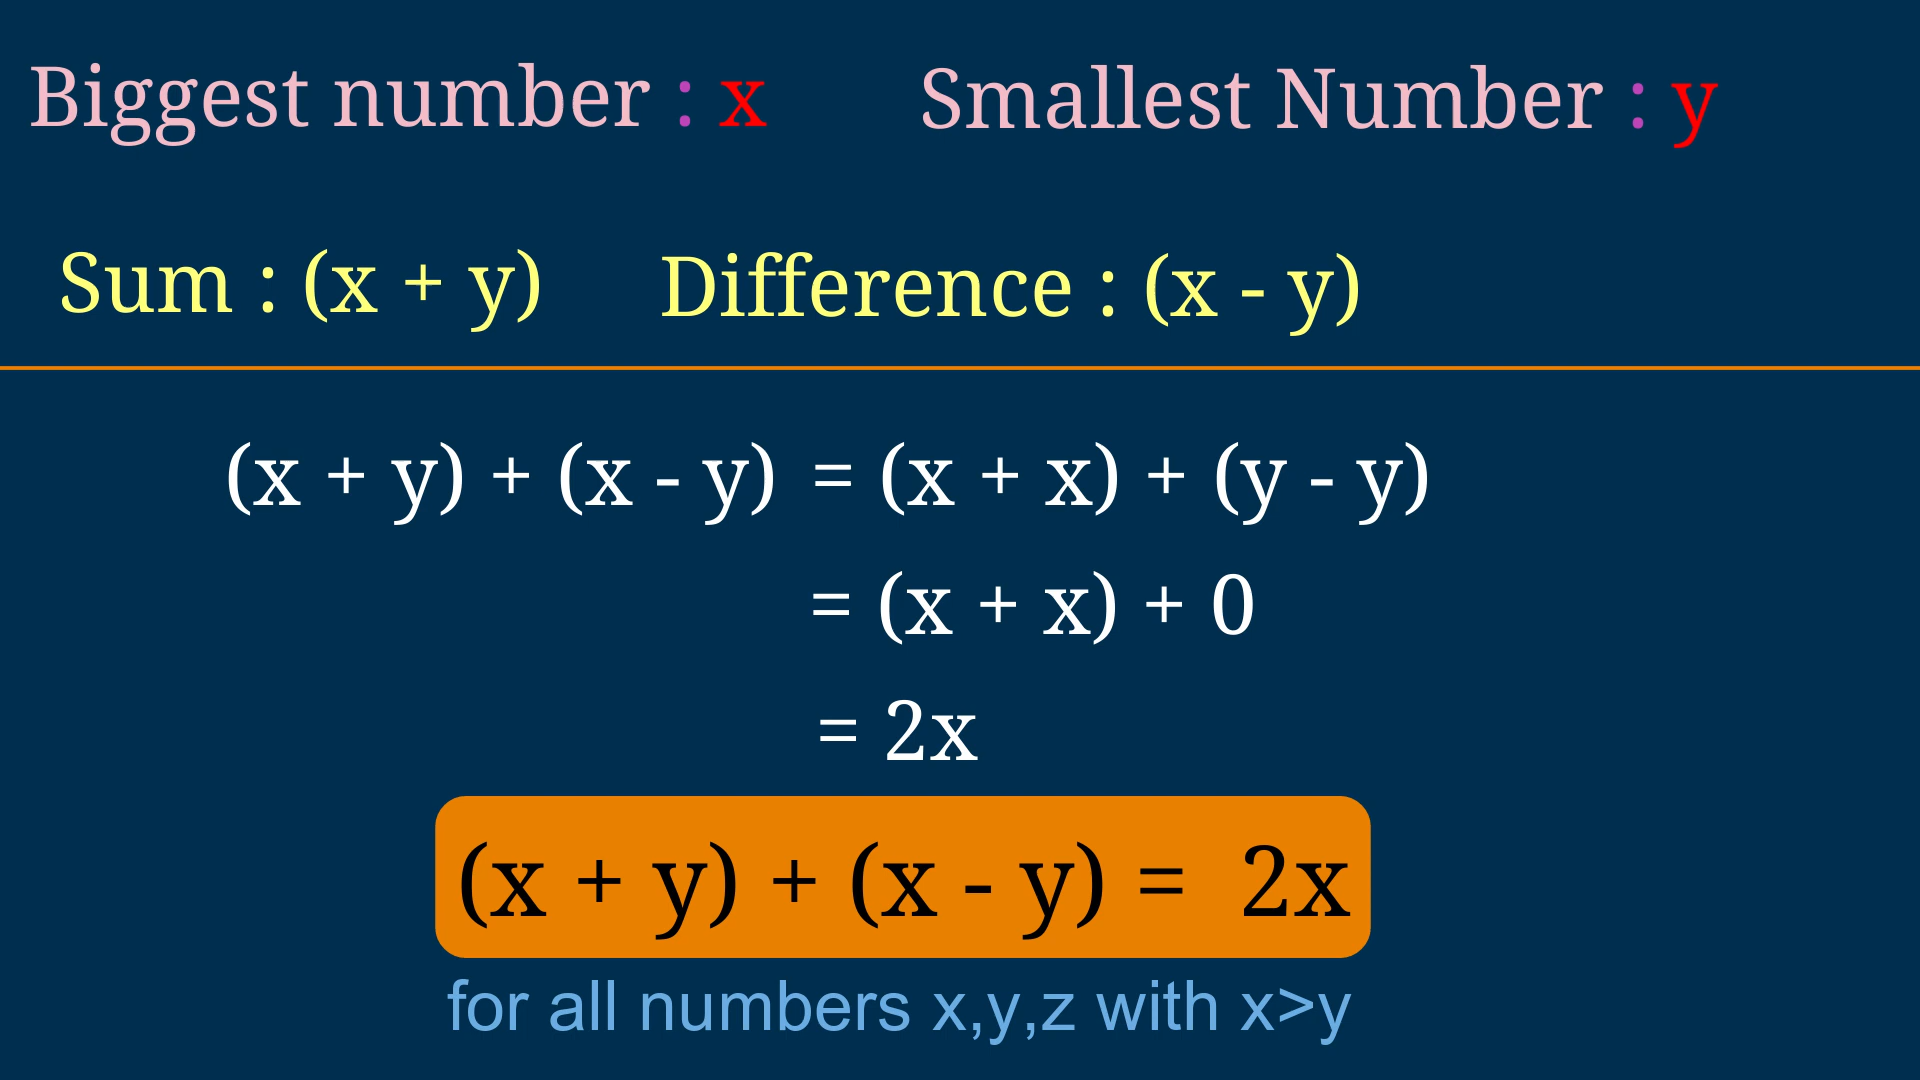 Biggest number : x Smallest Number : y
Sum : (x + y) Difference : (x - y)
(x + y) + (x - y) = (x + x) + (y - y)
= (x + x) + 0
= 2x
(x + y) + (x - y) = 2x
for all numbers x,y,z with x>y